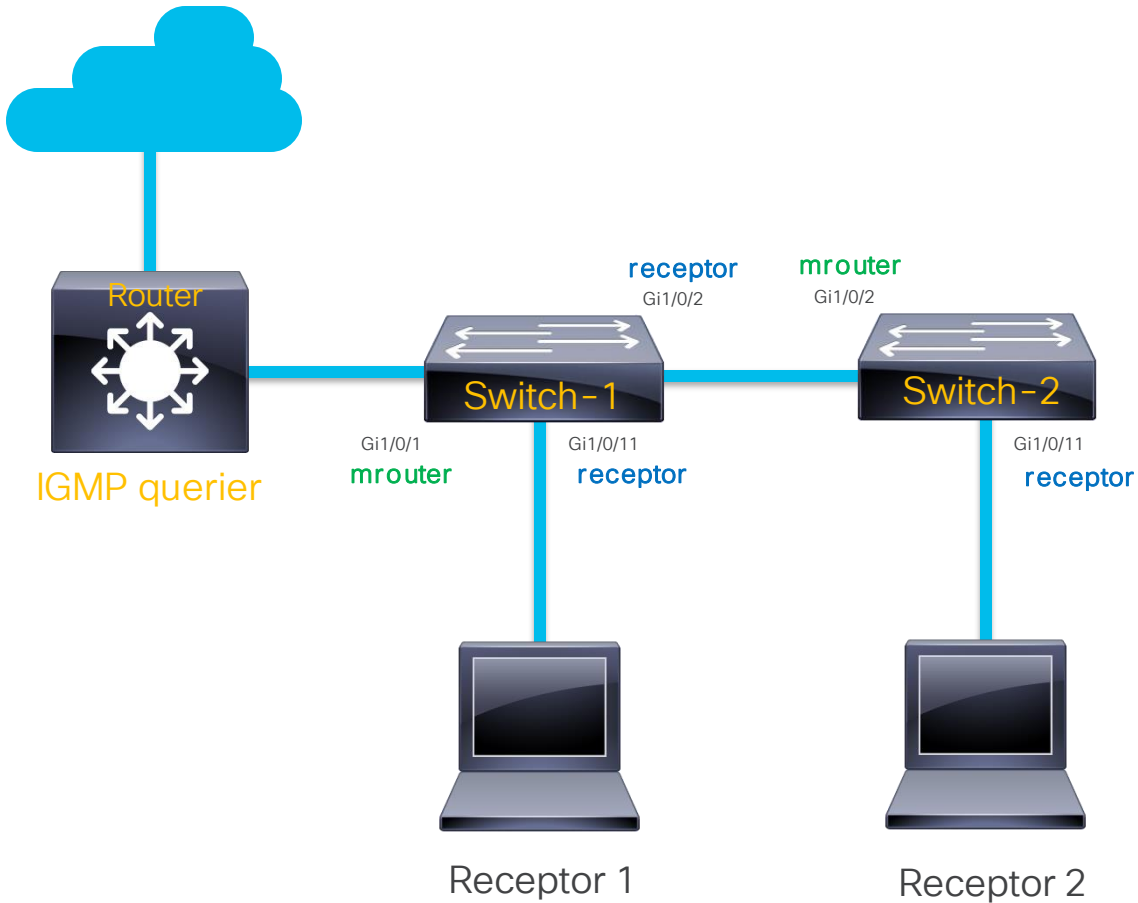 Router
IGMP querier
receptor
Gi1/0/2
mrouter
Gi1/0/2
Switch-1
Switch-2
Gi1/0/1
mrouter
Gi1/0/11
receptor
Gi1/0/11
receptor
Receptor 1
Receptor 2